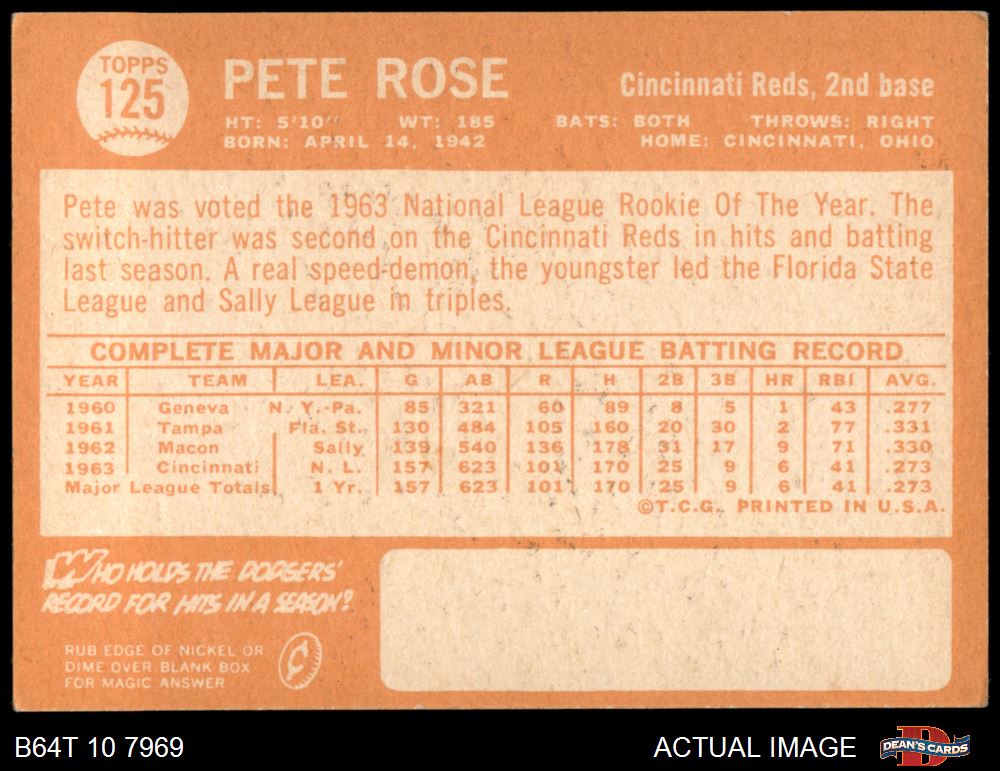 TOPPS
125
PETE ROSE
Cincinnati Reds, 2nd base
HT: 5'10" WT: 185 BATS: BOTH THROWS: RIGHT
BORN: APRIL 14, 1942 HOME: CINCINNATI, OHIO
Pete was voted the 1963 National League Rookie Of The Year. The
switch-hitter was second on the Cincinnati Reds in hits and batting
last season. A real speed-demon, the youngster led the Florida State
League and Sally League in triples.
COMPLETE MAJOR AND MINOR LEAGUE BATTING RECORD
YEAR TEAM LEA. G AB R H 2B 3B HR RBI AVG.
1960 Geneva N. Y.-Pa. 85 321 60 89 8 5 1 43 .277
1961 Tampa Fla. St. 130 484 105 160 20 30 2 77 .331
1962 Macon Sally 139 540 136 178 31 17 9 71 .330
1963 Cincinnati N. L. 157 623 101 170 25 9 6 41 .273
Major League Totals 1 Yr. 157 623 101 170 25 9 6 41 .273
©T.C.G. PRINTED IN U.S.A.
WHO HOLDS THE DODGERS'
RECORD FOR HITS IN A SEASON?
RUB EDGE OF NICKEL OR
DIME OVER BLANK BOX
FOR MAGIC ANSWER
¢
B64T 10 7969
ACTUAL IMAGE
DEAN'S CARDS